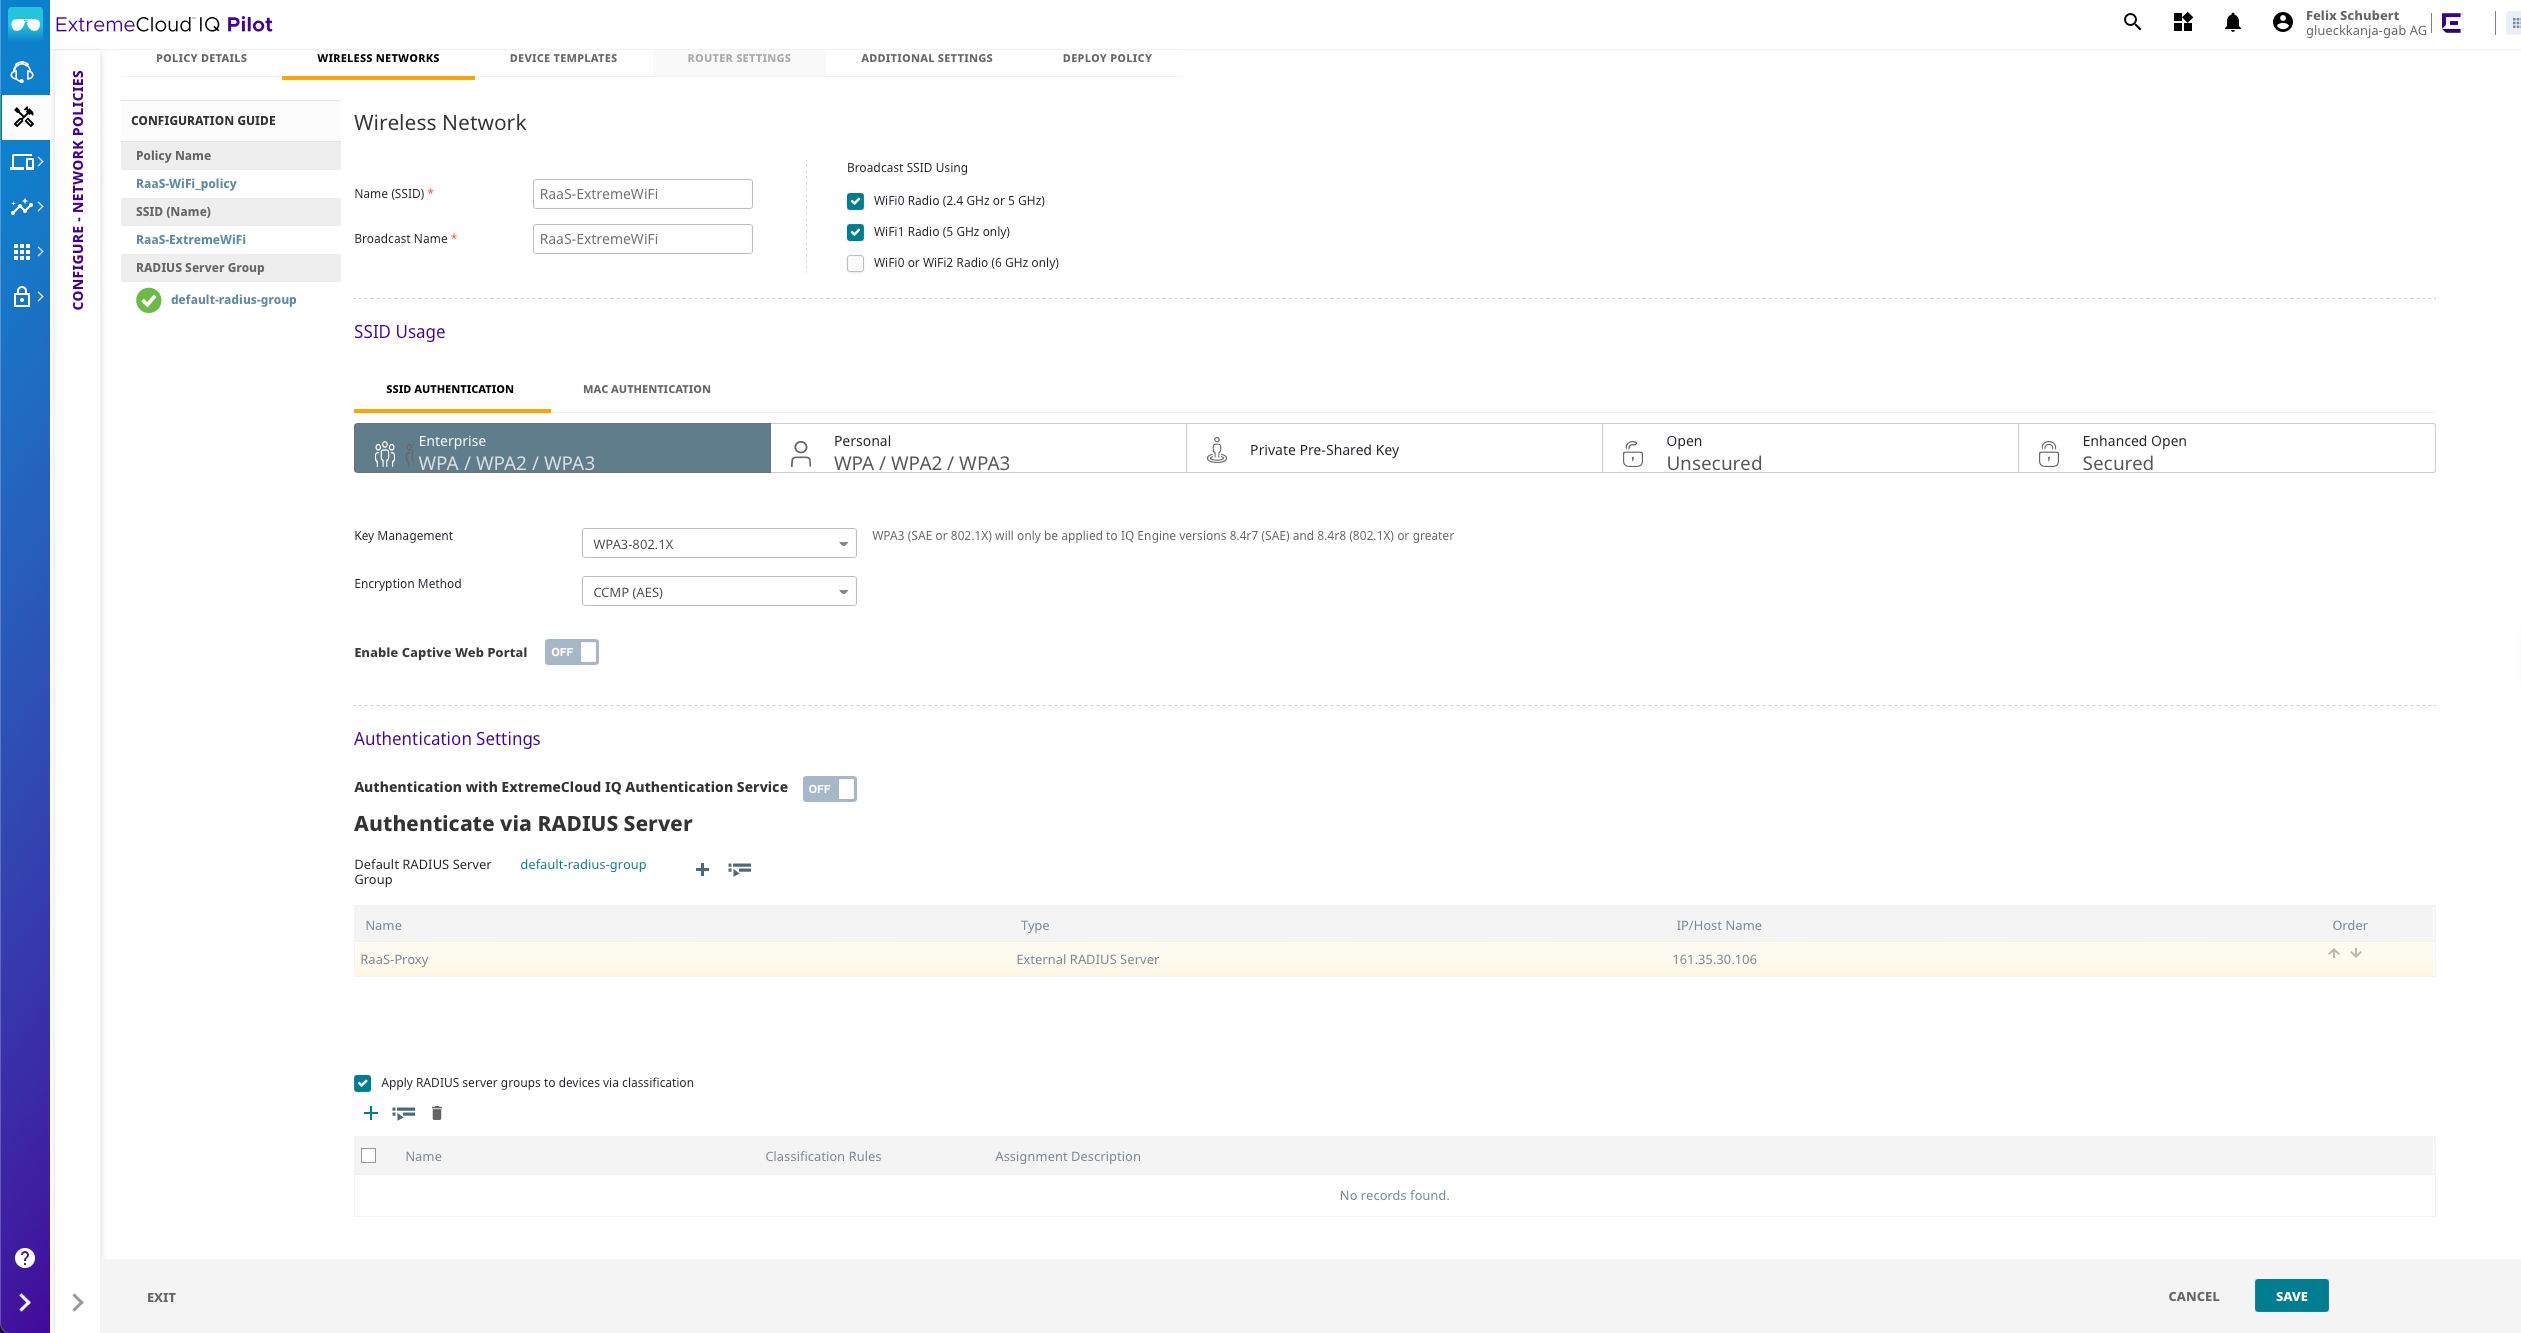 ExtremeCloud IQ Pilot
Felix Schubert
glueckkanja-gab AG
POLICY DETAILS
WIRELESS NETWORKS
DEVICE TEMPLATES
ROUTER SETTINGS
ADDITIONAL SETTINGS
DEPLOY POLICY
CONFIGURE - NETWORK POLICIES
CONFIGURATION GUIDE
Policy Name
RaaS-WiFi_policy
SSID (Name)
RaaS-ExtremeWiFi
RADIUS Server Group
default-radius-group
Wireless Network
Name (SSID) *
RaaS-ExtremeWiFi
Broadcast Name *
RaaS-ExtremeWiFi
Broadcast SSID Using
WiFi0 Radio (2.4 GHz or 5 GHz)
WiFi1 Radio (5 GHz only)
WiFi0 or WiFi2 Radio (6 GHz only)
SSID Usage
SSID AUTHENTICATION
MAC AUTHENTICATION
Enterprise
WPA / WPA2 / WPA3
Personal
WPA / WPA2 / WPA3
Private Pre-Shared Key
Open
Unsecured
Enhanced Open
Secured
Key Management
WPA3-802.1X
WPA3 (SAE or 802.1X) will only be applied to IQ Engine versions 8.4r7 (SAE) and 8.4r8 (802.1X) or greater
Encryption Method
CCMP (AES)
Enable Captive Web Portal
OFF
Authentication Settings
Authentication with ExtremeCloud IQ Authentication Service
OFF
Authenticate via RADIUS Server
Default RADIUS Server
Group
default-radius-group
Name
Type
IP/Host Name
Order
RaaS-Proxy
External RADIUS Server
161.35.30.106
Apply RADIUS server groups to devices via classification
Name
Classification Rules
Assignment Description
No records found.
EXIT
CANCEL
SAVE